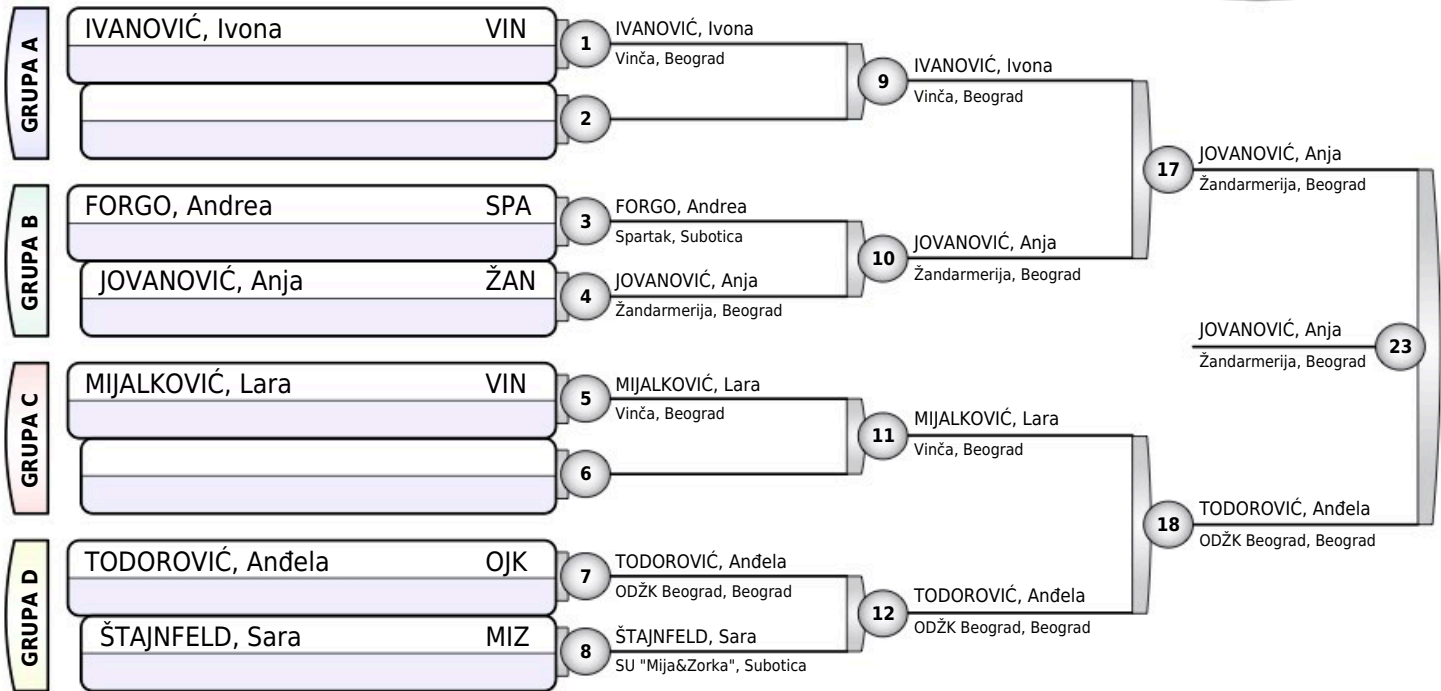 GRUPA A
IVANOVIĆ, Ivona VIN
1
2
IVANOVIĆ, Ivona
Vinča, Beograd
9
IVANOVIĆ, Ivona
Vinča, Beograd
GRUPA B
FORGO, Andrea SPA
JOVANOVIĆ, Anja ŽAN
3
4
FORGO, Andrea
Spartak, Subotica
JOVANOVIĆ, Anja
Žandarmerija, Beograd
10
JOVANOVIĆ, Anja
Žandarmerija, Beograd
17
JOVANOVIĆ, Anja
Žandarmerija, Beograd
JOVANOVIĆ, Anja
Žandarmerija, Beograd
23
GRUPA C
MIJALKOVIĆ, Lara VIN
5
6
MIJALKOVIĆ, Lara
Vinča, Beograd
11
MIJALKOVIĆ, Lara
Vinča, Beograd
18
TODOROVIĆ, Anđela
ODŽK Beograd, Beograd
GRUPA D
TODOROVIĆ, Anđela OJK
ŠTAJNFELD, Sara MIZ
7
8
TODOROVIĆ, Anđela
ODŽK Beograd, Beograd
ŠTAJNFELD, Sara
SU "Mija&Zorka", Subotica
12
TODOROVIĆ, Anđela
ODŽK Beograd, Beograd